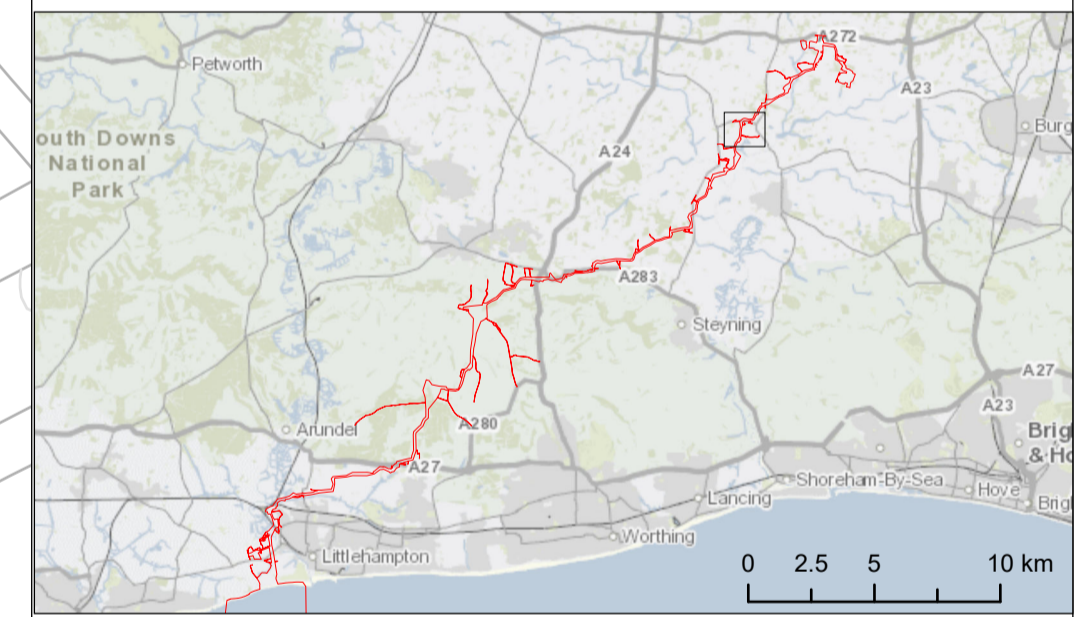 A272
Petworth
A23
Burg
outh Downs
National
Park
A24
A283
Steyning
A27
A23
Arundel
A280
Brig
& Ho
A27
Shoreham-By-Sea
Hove
Lancing
Brig
Worthing
Littlehampton
0 2.5 5 10 km